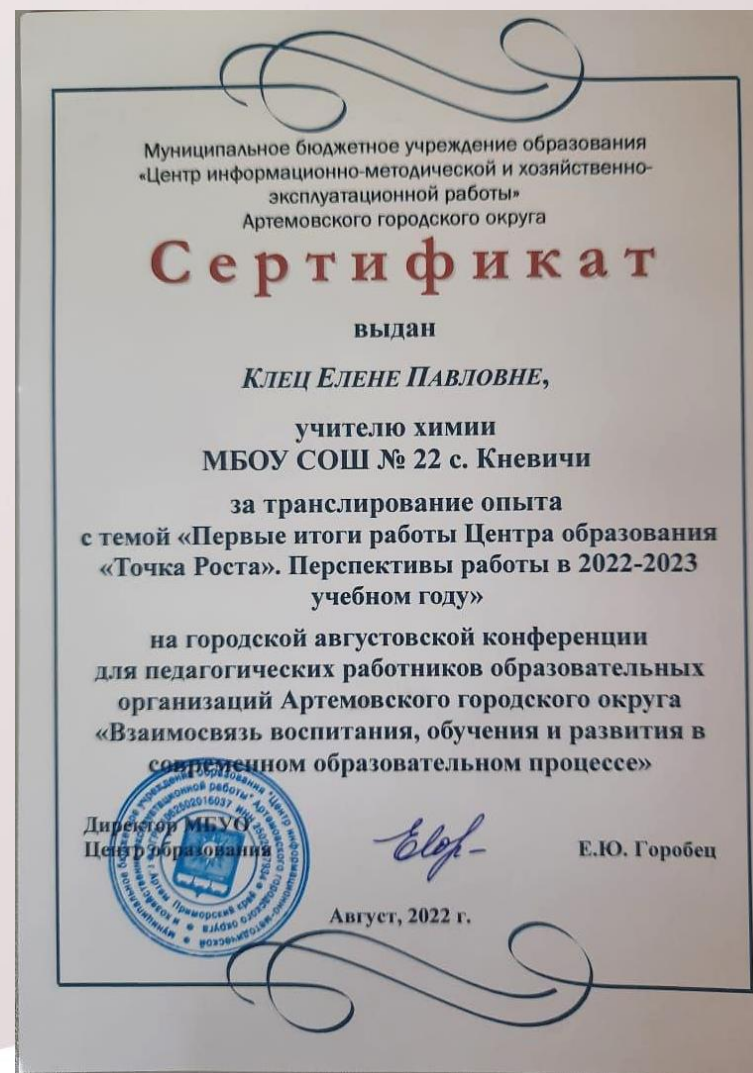 Муниципальное бюджетное учреждение образования
«Центр информационно-методической и хозяйственно-
эксплуатационной работы»
Артемовского городского округа
Сертификат
выдан
Клец Елене Павловне,
учителю химии
МБОУ СОШ № 22 с. Кневичи
за транслирование опыта
с темой «Первые итоги работы Центра образования
«Точка Роста». Перспективы работы в 2022-2023
учебном году»
на городской августовской конференции
для педагогических работников образовательных
организаций Артемовского городского округа
«Взаимосвязь воспитания, обучения и развития в
современном образовательном процессе»
Директор МБУО
Центр образования
Е.Ю. Горобец
Август, 2022 г.